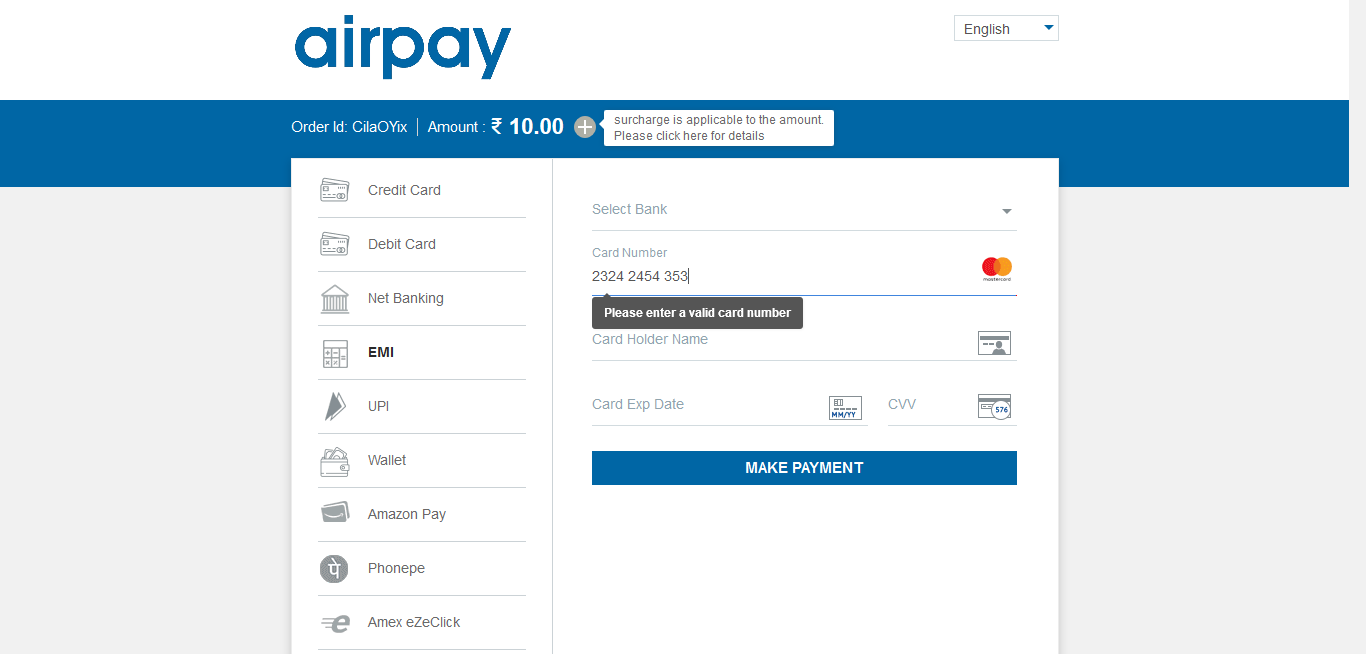 airpay
English
Order Id: CilaOYix
Amount : ₹ 10.00
surcharge is applicable to the amount.
Please click here for details
Credit Card
Debit Card
Net Banking
EMI
UPI
Wallet
Amazon Pay
पे
Phonepe
Amex eZeClick
Select Bank
Card Number
2324 2454 353
mastercard
Please enter a valid card number
Card Holder Name
Card Exp Date
MM/YY
CVV
576
MAKE PAYMENT